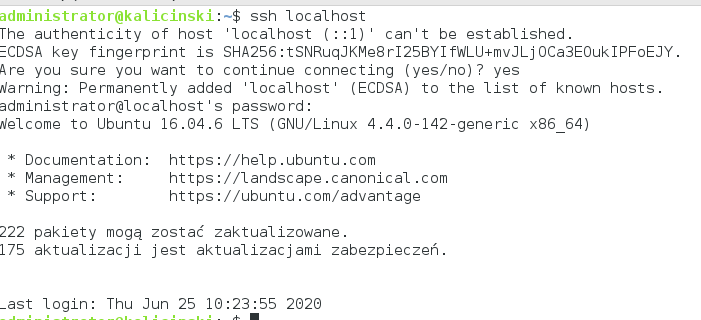 administrator@kalicinski:~$ ssh localhost
The authenticity of host 'localhost (::1)' can't be established.
ECDSA key fingerprint is SHA256:tSNRuqJKMe8rI25BYIfWLU+mvJLjOCa3E0ukIPFoEJY.
Are you sure you want to continue connecting (yes/no)? yes
Warning: Permanently added 'localhost' (ECDSA) to the list of known hosts.
administrator@localhost's password:
Welcome to Ubuntu 16.04.6 LTS (GNU/Linux 4.4.0-142-generic x86_64)

 * Documentation:  https://help.ubuntu.com
 * Management:     https://landscape.canonical.com
 * Support:        https://ubuntu.com/advantage

222 pakiety mogą zostać zaktualizowane.
175 aktualizacji jest aktualizacjami zabezpieczeń.


Last login: Thu Jun 25 10:23:55 2020
administrator@kalicinski:~$